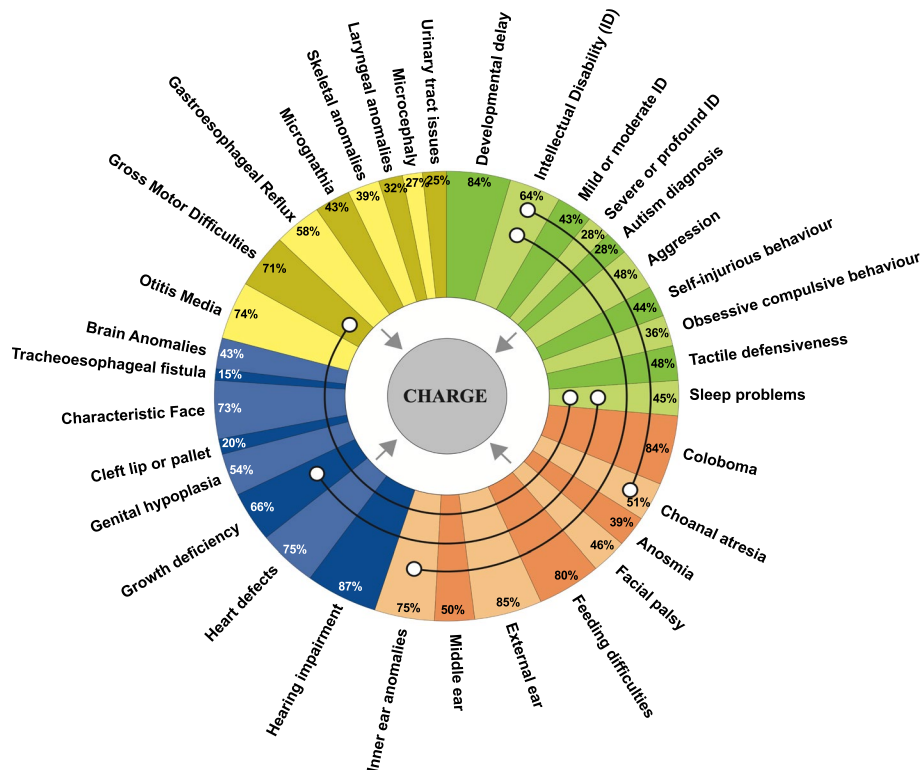 Developmental delay
84%
Intellectual Disability (ID)
64%
Mild or moderate ID
43%
Severe or profound ID
28%
Autism diagnosis
28%
Aggression
48%
Self-injurious behaviour
44%
Obsessive compulsive behaviour
36%
Tactile defensiveness
48%
Sleep problems
45%
Coloboma
84%
Choanal atresia
51%
Anosmia
39%
Facial palsy
46%
Feeding difficulties
80%
External ear
85%
Middle ear
50%
Inner ear anomalies
75%
Hearing impairment
87%
Heart defects
75%
Growth deficiency
66%
Genital hypoplasia
54%
Cleft lip or pallet
20%
Characteristic Face
73%
Tracheoesophageal fistula
15%
Brain Anomalies
43%
Otitis Media
74%
Gross Motor Difficulties
71%
Gastroesophageal Reflux
58%
Micrognathia
43%
Skeletal anomalies
39%
Laryngeal anomalies
32%
Microcephaly
27%
Urinary tract issues
25%
CHARGE